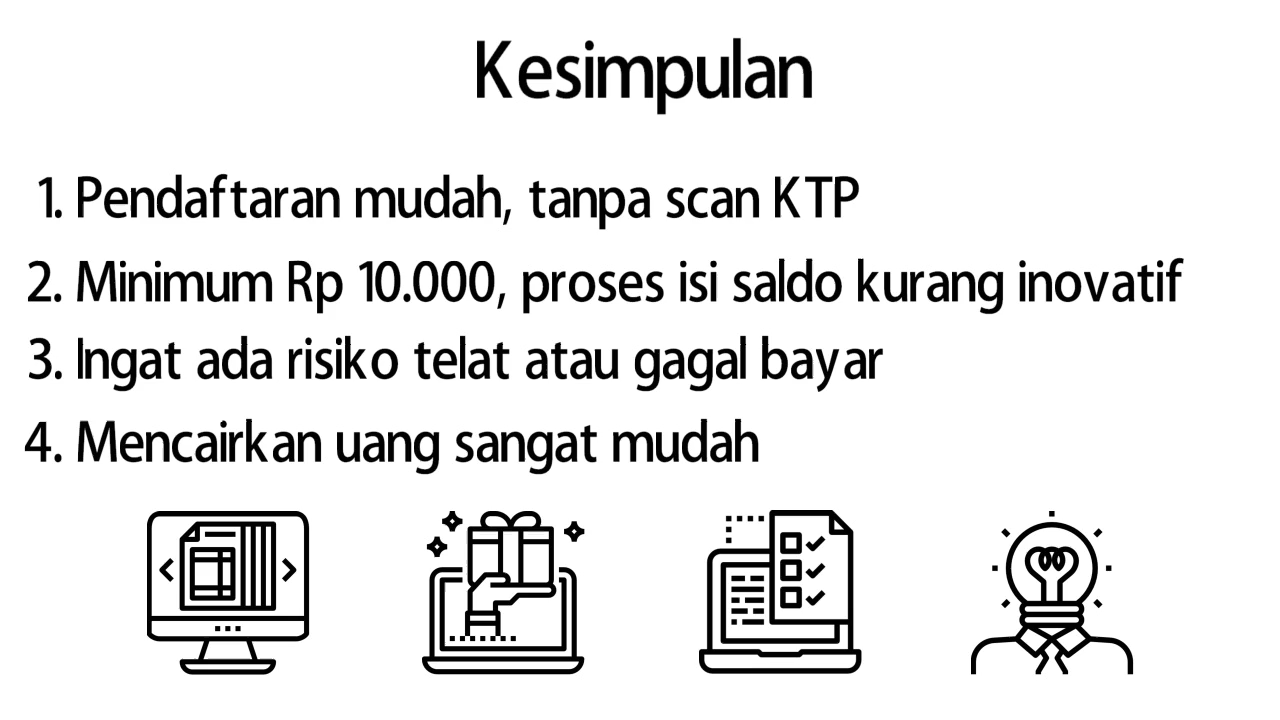 Kesimpulan
1. Pendaftaran mudah, tanpa scan KTP
2. Minimum Rp 10.000, proses isi saldo kurang inovatif
3. Ingat ada risiko telat atau gagal bayar
4. Mencairkan uang sangat mudah